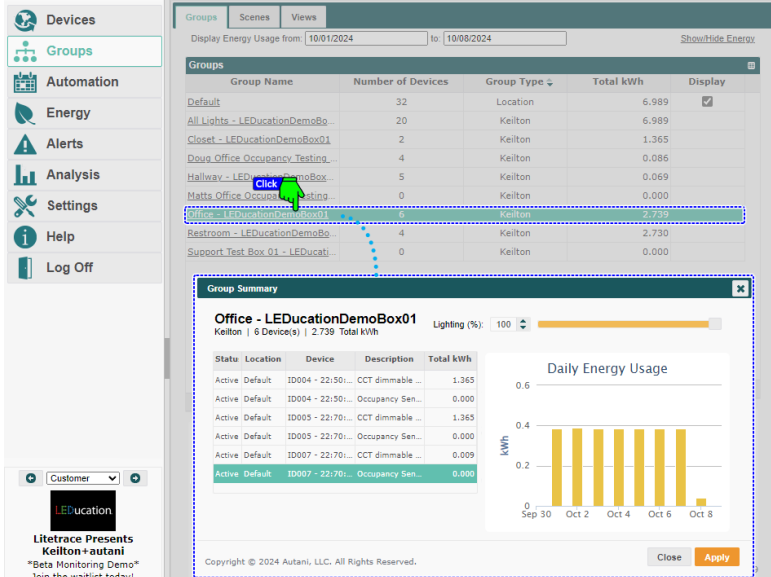 Devices
Groups
Automation
Energy
Alerts
Analysis
Settings
Help
Log Off
Customer
LEDucation
Litetrace Presents
Keilton+autani
*Beta Monitoring Demo*
Join the waitlist today!
Groups Scenes Views
Display Energy Usage from: 10/01/2024 to: 10/08/2024 Show/Hide Energy
Groups
Group Name Number of Devices Group Type Total kWh Display
Default 32 Location 6.989
All Lights - LEDucationDemoBo... 20 Keilton 6.989
Closet - LEDucationDemoBox01 2 Keilton 1.365
Doug Office Occupancy Testing ... 4 Keilton 0.086
Hallway - LEDucationDemoBox... 5 Keilton 0.069
Click
Matts Office Occupancy Testing... 0 Keilton 0.000
Office - LEDucationDemoBox01 6 Keilton 2.739
Restroom - LEDucationDemoBo... 4 Keilton 2.730
Support Test Box 01 - LEDucati... 0 Keilton 0.000
Group Summary
Office - LEDucationDemoBox01
Keilton | 6 Device(s) | 2.739 Total kWh
Lighting (%): 100
Statu Location Device Description Total kWh
Active Default ID004 - 22:50:... CCT dimmable ... 1.365
Active Default ID004 - 22:50:... Occupancy Sen... 0.000
Active Default ID005 - 22:70:... CCT dimmable ... 1.365
Active Default ID005 - 22:70:... Occupancy Sen... 0.000
Active Default ID007 - 22:70:... CCT dimmable ... 0.009
Active Default ID007 - 22:70:... Occupancy Sen... 0.000
Daily Energy Usage
kWh
0.6
0.4
0.2
0
Sep 30 Oct 2 Oct 4 Oct 6 Oct 8
Copyright © 2024 Autani, LLC. All Rights Reserved.
Close Apply